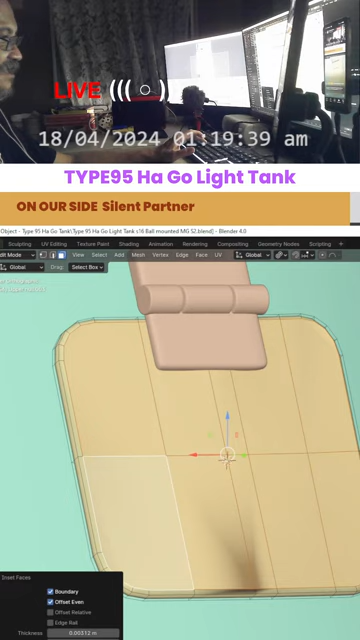 LIVE ((( ○ ))
18/04/2024 01:19:39 am
TYPE95 Ha Go Light Tank
ON OUR SIDE Silent Partner
Object - Type 95 Ha Go Light Tank\Type 95 Ha Go Light Tank s16 Ball mounted MG S2.blend] - Blender 4.0
Sculpting UV Editing Texture Paint Shading Animation Rendering Compositing Geometry Nodes Scripting +
dit Mode View Select Add Mesh Vertex Edge Face UV Global
Global Drag: Select Box
Inset Faces
Boundary
Offset Even
Offset Relative
Edge Rail
Thickness 0.00312 m